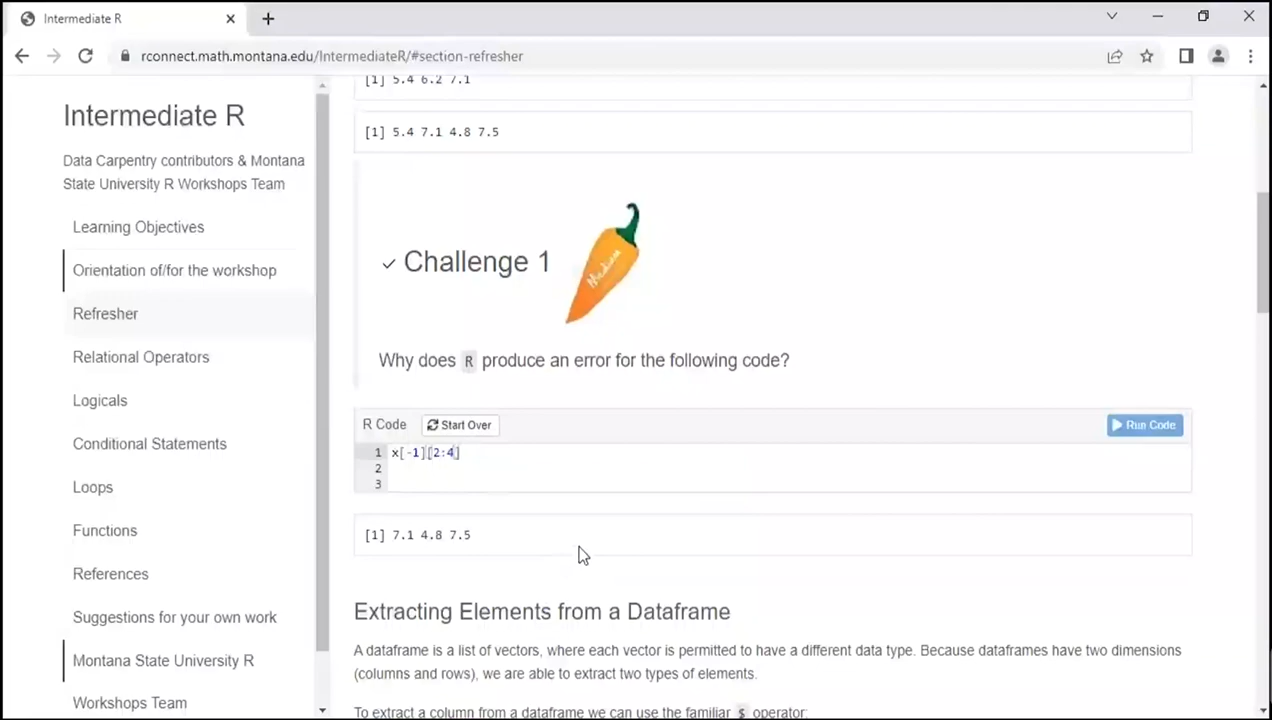 Intermediate R
rconnect.math.montana.edu/IntermediateR/#section-refresher
Intermediate R
Data Carpentry contributors & Montana
State University R Workshops Team
Learning Objectives
Orientation of/for the workshop
Refresher
Relational Operators
Logicals
Conditional Statements
Loops
Functions
References
Suggestions for your own work
Montana State University R
Workshops Team
[1] 5.4 6.2 7.1
[1] 5.4 7.1 4.8 7.5
Challenge 1
Medium
Why does R produce an error for the following code?
R Code Start Over Run Code
1 x[-1][2:4]
2
3
[1] 7.1 4.8 7.5
Extracting Elements from a Dataframe
A dataframe is a list of vectors, where each vector is permitted to have a different data type. Because dataframes have two dimensions
(columns and rows), we are able to extract two types of elements.
To extract a column from a dataframe we can use the familiar $ operator: